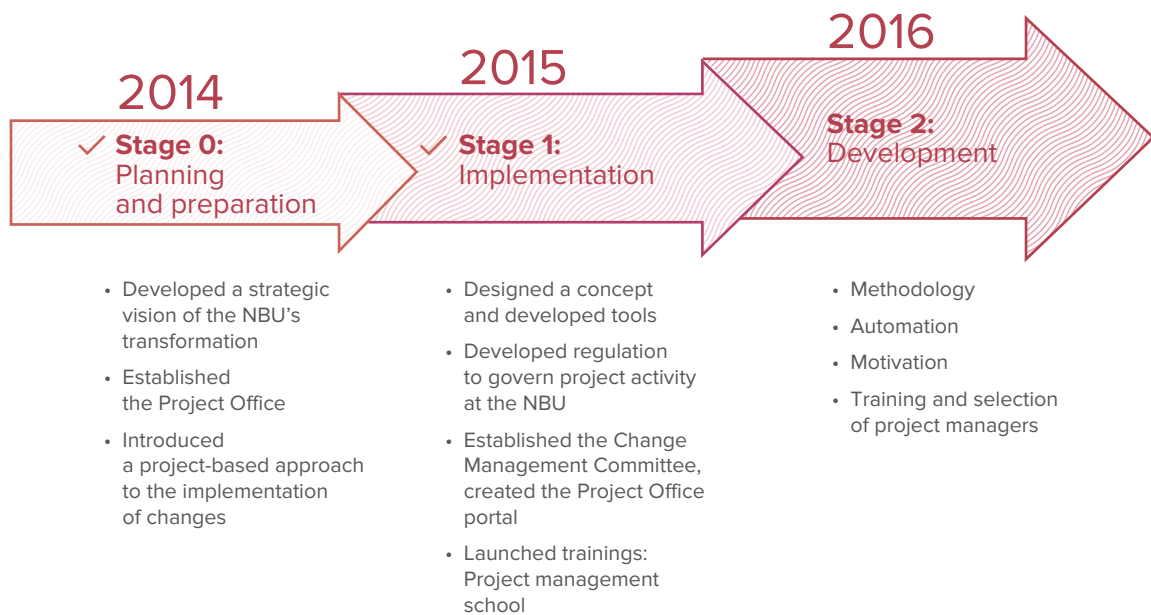 2014
✓ Stage 0:
Planning
and preparation
• Developed a strategic
vision of the NBU's
transformation
• Established
the Project Office
• Introduced
a project-based approach
to the implementation
of changes
2015
✓ Stage 1:
Implementation
• Designed a concept
and developed tools
• Developed regulation
to govern project activity
at the NBU
• Established the Change
Management Committee,
created the Project Office
portal
• Launched trainings:
Project management
school
2016
Stage 2:
Development
• Methodology
• Automation
• Motivation
• Training and selection
of project managers